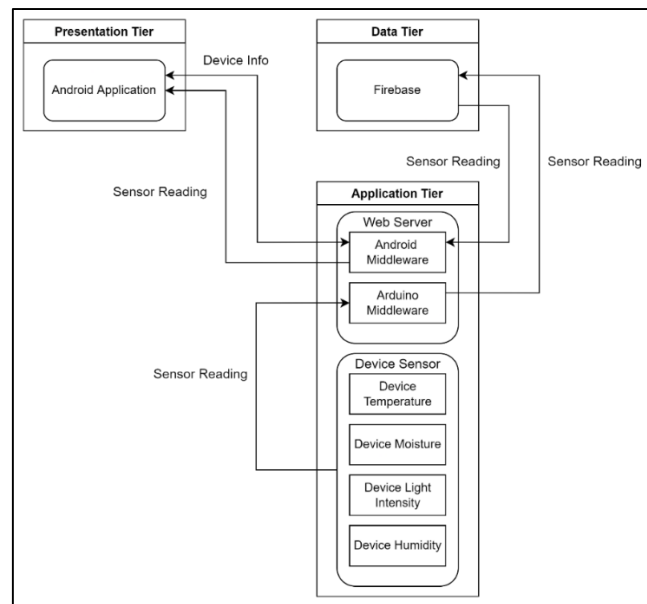 Presentation Tier
Android Application
Device Info
Data Tier
Firebase
Sensor Reading
Sensor Reading
Sensor Reading
Application Tier
Web Server
Android
Middleware
Arduino
Middleware
Sensor Reading
Device Sensor
Device
Temperature
Device Moisture
Device Light
Intensity
Device Humidity